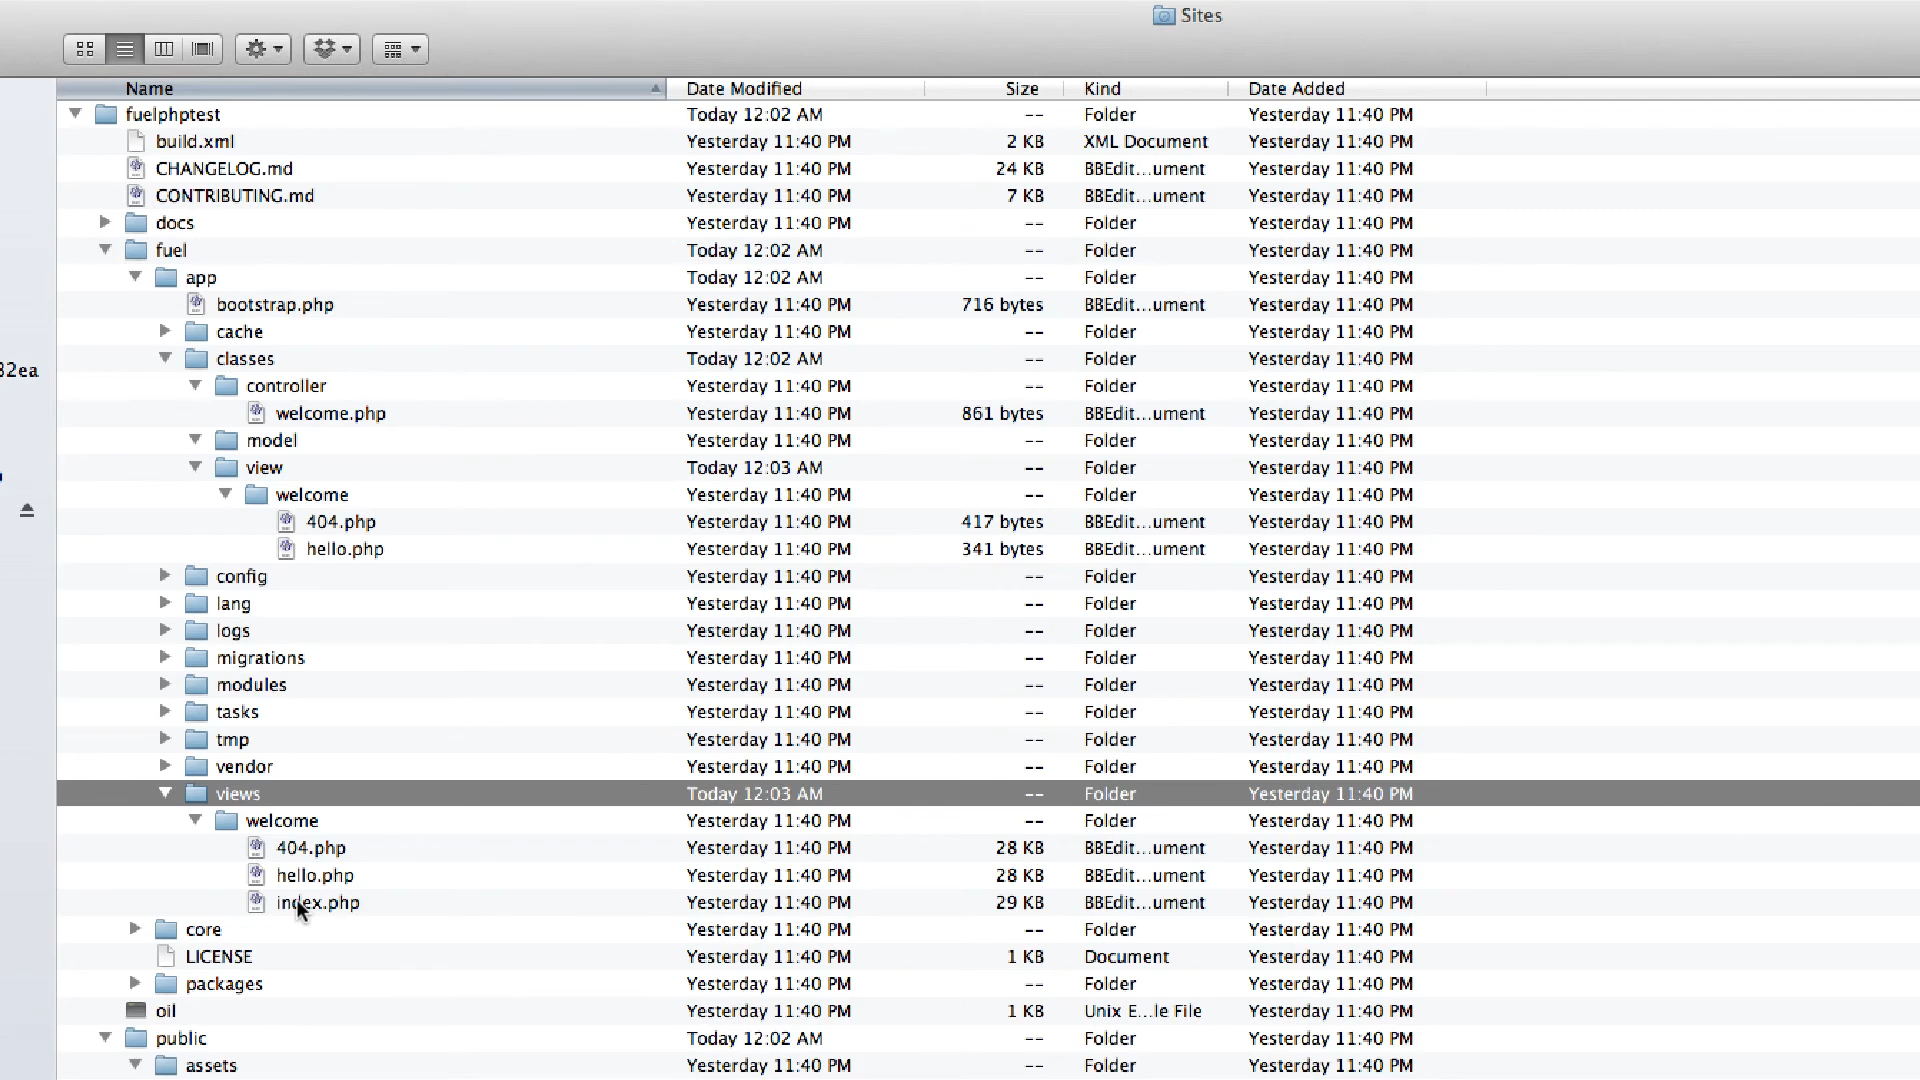 Sites
Name Date Modified Size Kind Date Added
fuelphptest Today 12:02 AM -- Folder Yesterday 11:40 PM
build.xml Yesterday 11:40 PM 2 KB XML Document Yesterday 11:40 PM
CHANGELOG.md Yesterday 11:40 PM 24 KB BBEdit...ument Yesterday 11:40 PM
CONTRIBUTING.md Yesterday 11:40 PM 7 KB BBEdit...ument Yesterday 11:40 PM
docs Yesterday 11:40 PM -- Folder Yesterday 11:40 PM
fuel Today 12:02 AM -- Folder Yesterday 11:40 PM
app Today 12:02 AM -- Folder Yesterday 11:40 PM
bootstrap.php Yesterday 11:40 PM 716 bytes BBEdit...ument Yesterday 11:40 PM
cache Yesterday 11:40 PM -- Folder Yesterday 11:40 PM
classes Today 12:02 AM -- Folder Yesterday 11:40 PM
32ea
controller Yesterday 11:40 PM -- Folder Yesterday 11:40 PM
welcome.php Yesterday 11:40 PM 861 bytes BBEdit...ument Yesterday 11:40 PM
model Yesterday 11:40 PM -- Folder Yesterday 11:40 PM
view Today 12:03 AM -- Folder Yesterday 11:40 PM
welcome Yesterday 11:40 PM -- Folder Yesterday 11:40 PM
404.php Yesterday 11:40 PM 417 bytes BBEdit...ument Yesterday 11:40 PM
hello.php Yesterday 11:40 PM 341 bytes BBEdit...ument Yesterday 11:40 PM
config Yesterday 11:40 PM -- Folder Yesterday 11:40 PM
lang Yesterday 11:40 PM -- Folder Yesterday 11:40 PM
logs Yesterday 11:40 PM -- Folder Yesterday 11:40 PM
migrations Yesterday 11:40 PM -- Folder Yesterday 11:40 PM
modules Yesterday 11:40 PM -- Folder Yesterday 11:40 PM
tasks Yesterday 11:40 PM -- Folder Yesterday 11:40 PM
tmp Yesterday 11:40 PM -- Folder Yesterday 11:40 PM
vendor Yesterday 11:40 PM -- Folder Yesterday 11:40 PM
views Today 12:03 AM -- Folder Yesterday 11:40 PM
welcome Yesterday 11:40 PM -- Folder Yesterday 11:40 PM
404.php Yesterday 11:40 PM 28 KB BBEdit...ument Yesterday 11:40 PM
hello.php Yesterday 11:40 PM 28 KB BBEdit...ument Yesterday 11:40 PM
index.php Yesterday 11:40 PM 29 KB BBEdit...ument Yesterday 11:40 PM
core Yesterday 11:40 PM -- Folder Yesterday 11:40 PM
LICENSE Yesterday 11:40 PM 1 KB Document Yesterday 11:40 PM
packages Yesterday 11:40 PM -- Folder Yesterday 11:40 PM
oil Yesterday 11:40 PM 1 KB Unix E...le File Yesterday 11:40 PM
public Today 12:02 AM -- Folder Yesterday 11:40 PM
assets Yesterday 11:40 PM -- Folder Yesterday 11:40 PM